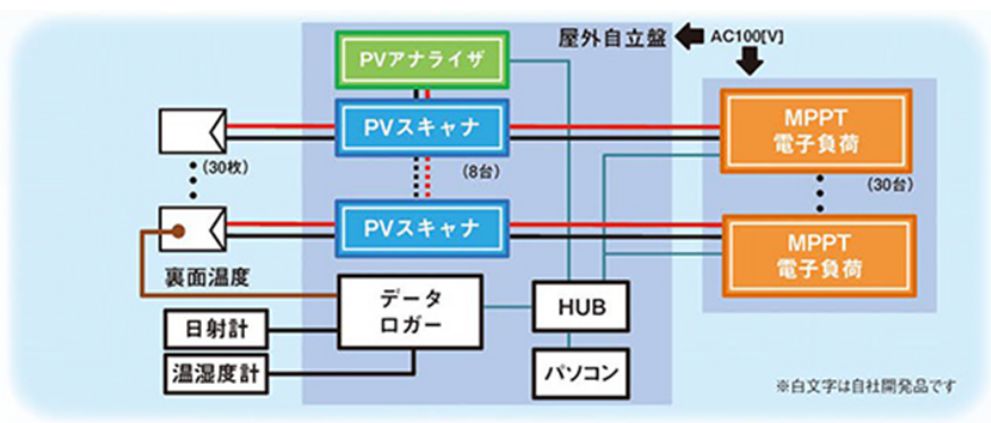 屋外自立盤
AC100[V]
PVアナライザ
PVスキャナ
MPPT
電子負荷
(30枚)
(8台)
(30台)
PVスキャナ
MPPT
電子負荷
裏面温度
データ
ロガー
HUB
日射計
温湿度計
パソコン
※白文字は自社開発品です